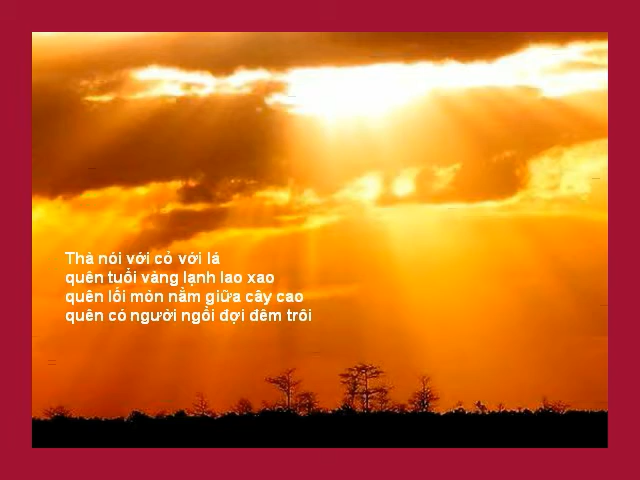 Thà nói với cỏ với lá
quên tuổi vàng lạnh lao xao
quên lối mòn nằm giữa cây cao
quên có người ngồi đợi đêm trôi